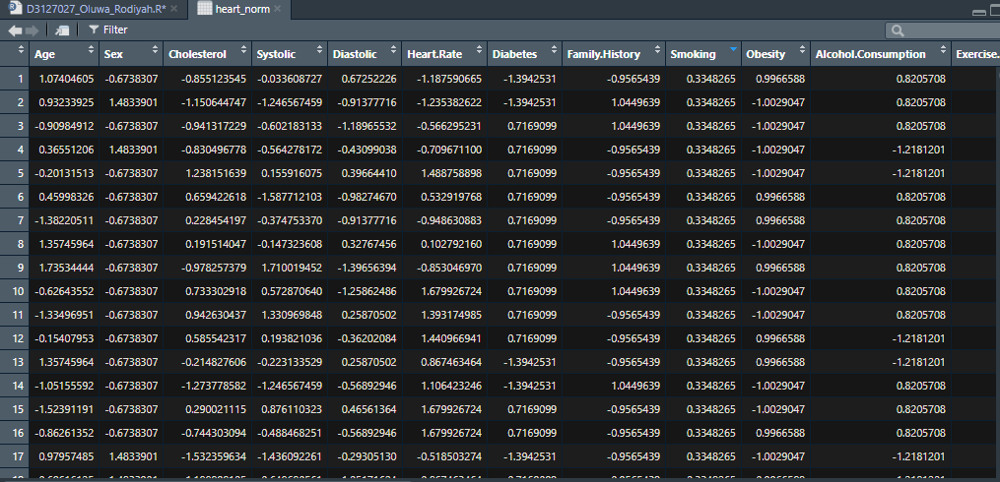 D3127027_Oluwa_Rodiyah.R* × heart_norm ×
Filter
Age Sex Cholesterol Systolic Diastolic Heart.Rate Diabetes Family.History Smoking Obesity Alcohol.Consumption Exercise.
1 1.07404605 -0.6738307 -0.855123545 -0.033608727 0.67252226 -1.187590665 -1.3942531 -0.9565439 0.3348265 0.9966588 0.8205708
2 0.93233925 1.4833901 -1.150644747 -1.246567459 -0.91377716 -1.235382622 -1.3942531 1.0449639 0.3348265 -1.0029047 0.8205708
3 -0.90984912 -0.6738307 -0.941317229 -0.602183133 -1.18965532 -0.566295231 0.7169099 1.0449639 0.3348265 -1.0029047 0.8205708
4 0.36551206 1.4833901 -0.830496778 -0.564278172 -0.43099038 -0.709671100 0.7169099 -0.9565439 0.3348265 -1.0029047 -1.2181201
5 -0.20131513 -0.6738307 1.238151639 0.155916075 0.39664410 1.488758898 0.7169099 -0.9565439 0.3348265 -1.0029047 -1.2181201
6 0.45998326 -0.6738307 0.659422618 -1.587712103 -0.98274670 0.532919768 0.7169099 -0.9565439 0.3348265 0.9966588 0.8205708
7 -1.38220511 -0.6738307 0.228454197 -0.374753370 -0.91377716 -0.948630883 0.7169099 -0.9565439 0.3348265 -1.0029047 0.8205708
8 1.35745964 -0.6738307 0.191514047 -0.147323608 0.32767456 0.102792160 0.7169099 1.0449639 0.3348265 -1.0029047 0.8205708
9 1.73534444 -0.6738307 -0.978257379 1.710019452 -1.39656394 -0.853046970 0.7169099 1.0449639 0.3348265 0.9966588 0.8205708
10 -0.62643552 -0.6738307 0.733302918 0.572870640 -1.25862486 1.679926724 0.7169099 1.0449639 0.3348265 -1.0029047 0.8205708
11 -1.33496951 -0.6738307 0.942630437 1.330969848 0.25870502 1.393174985 0.7169099 -0.9565439 0.3348265 -1.0029047 0.8205708
12 -0.15407953 -0.6738307 0.585542317 0.193821036 -0.36202084 1.440966941 0.7169099 -0.9565439 0.3348265 0.9966588 -1.2181201
13 1.35745964 -0.6738307 -0.214827606 -0.223133529 0.25870502 0.867463464 -1.3942531 -0.9565439 0.3348265 0.9966588 -1.2181201
14 -1.05155592 -0.6738307 -1.273778582 -1.246567459 -0.56892946 1.106423246 -1.3942531 1.0449639 0.3348265 -1.0029047 0.8205708
15 -1.52391191 -0.6738307 0.290021115 0.876110323 0.46561364 1.679926724 0.7169099 -0.9565439 0.3348265 -1.0029047 0.8205708
16 -0.86261352 -0.6738307 -0.744303094 -0.488468251 -0.56892946 1.679926724 0.7169099 -0.9565439 0.3348265 0.9966588 0.8205708
17 0.97957485 1.4833901 -1.532359634 -1.436092261 -0.29305130 -0.518503274 -1.3942531 -0.9565439 0.3348265 -1.0029047 -1.2181201